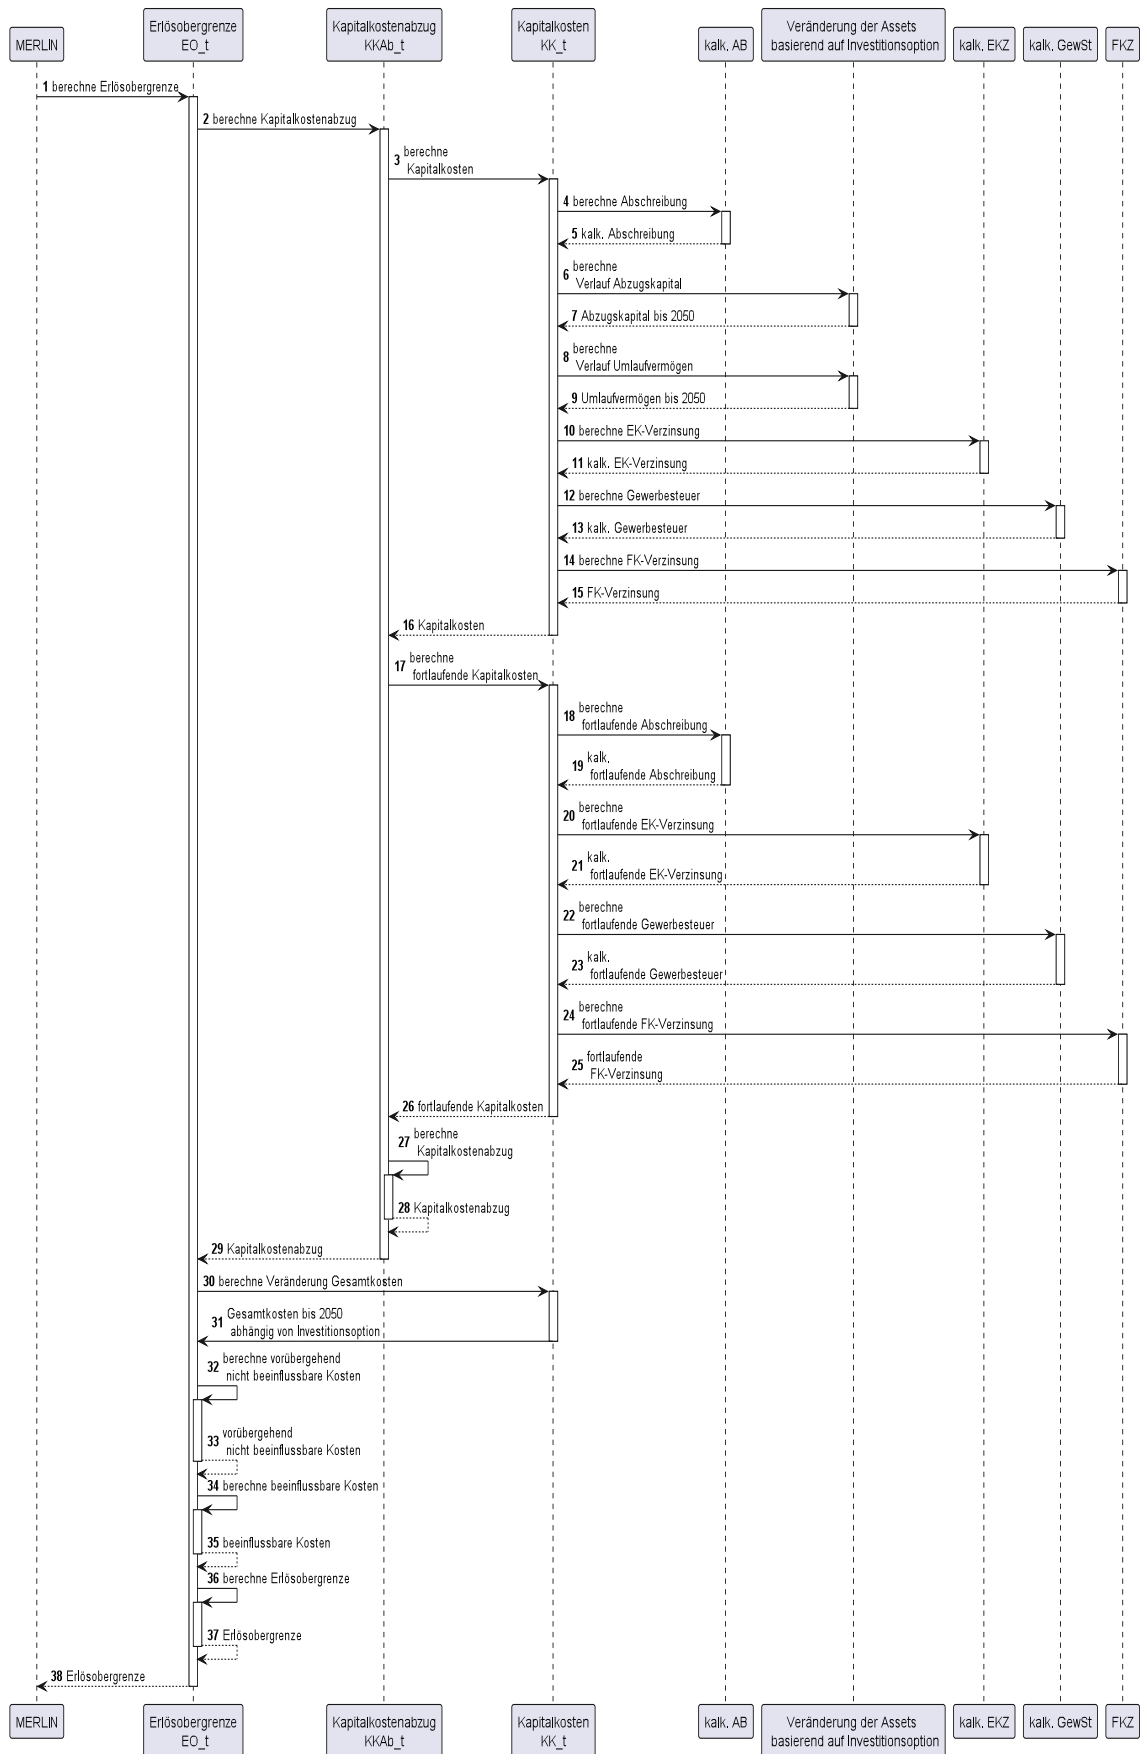 MERLIN
Erlösobergrenze
EO_t
Kapitalkostenabzug
KKAb_t
Kapitalkosten
KK_t
kalk. AB
Veränderung der Assets
basierend auf Investitionsoption
kalk. EKZ
kalk. GewSt
FKZ
1 berechne Erlösobergrenze
2 berechne Kapitalkostenabzug
3 berechne
Kapitalkosten
4 berechne Abschreibung
5 kalk. Abschreibung
6 berechne
Verlauf Abzugskapital
7 Abzugskapital bis 2050
8 berechne
Verlauf Umlaufvermögen
9 Umlaufvermögen bis 2050
10 berechne EK-Verzinsung
11 kalk. EK-Verzinsung
12 berechne Gewerbesteuer
13 kalk. Gewerbesteuer
14 berechne FK-Verzinsung
15 FK-Verzinsung
16 Kapitalkosten
17 berechne
fortlaufende Kapitalkosten
18 berechne
fortlaufende Abschreibung
19 kalk.
fortlaufende Abschreibung
20 berechne
fortlaufende EK-Verzinsung
21 kalk.
fortlaufende EK-Verzinsung
22 berechne
fortlaufende Gewerbesteuer
23 kalk.
fortlaufende Gewerbesteuer
24 berechne
fortlaufende FK-Verzinsung
25 fortlaufende
FK-Verzinsung
26 fortlaufende Kapitalkosten
27 berechne
Kapitalkostenabzug
28 Kapitalkostenabzug
29 Kapitalkostenabzug
30 berechne Veränderung Gesamtkosten
31 Gesamtkosten bis 2050
abhängig von Investitionsoption
32 berechne vorübergehend
nicht beeinflussbare Kosten
33 vorübergehend
nicht beeinflussbare Kosten
34 berechne beeinflussbare Kosten
35 beeinflussbare Kosten
36 berechne Erlösobergrenze
37 Erlösobergrenze
38 Erlösobergrenze
MERLIN
Erlösobergrenze
EO_t
Kapitalkostenabzug
KKAb_t
Kapitalkosten
KK_t
kalk. AB
Veränderung der Assets
basierend auf Investitionsoption
kalk. EKZ
kalk. GewSt
FKZ